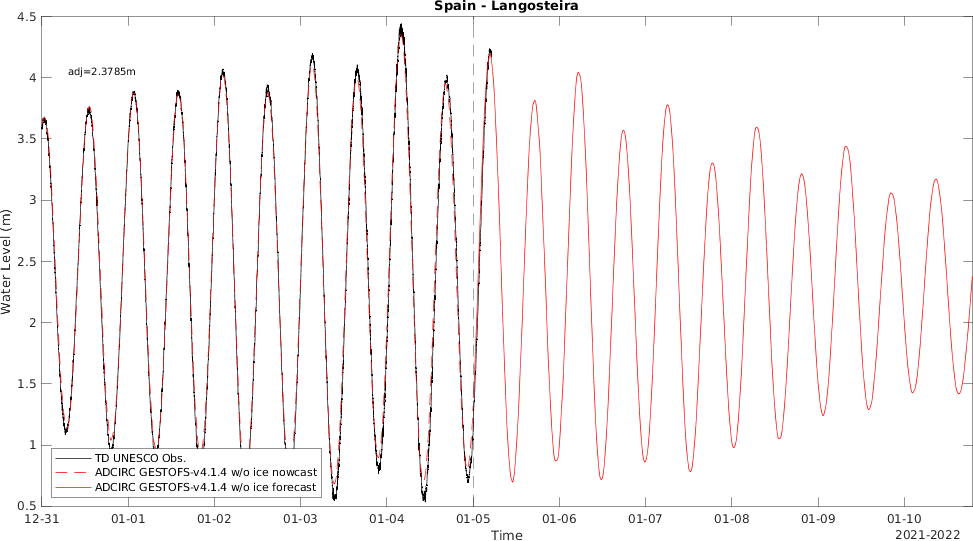 Spain - Langosteira
4.5
4
3.5
3
2.5
2
1.5
1
0.5
Water Level (m)
adj=2.3785m
TD UNESCO Obs.
ADCIRC GESTOFS-v4.1.4 w/o ice nowcast
ADCIRC GESTOFS-v4.1.4 w/o ice forecast
12-31 01-01 01-02 01-03 01-04 01-05 01-06 01-07 01-08 01-09 01-10
Time
2021-2022